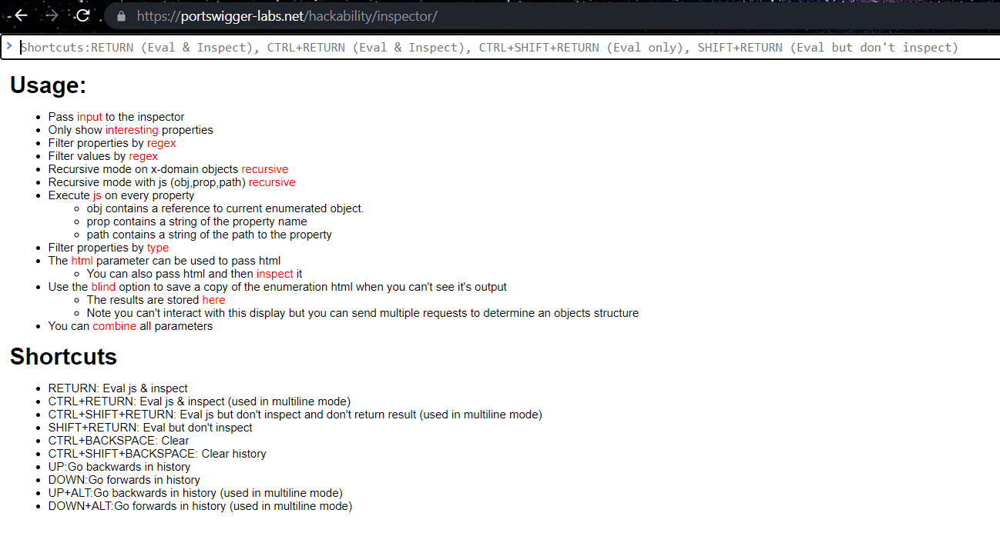 https://portswigger-labs.net/hackability/inspector/
Shortcuts:RETURN (Eval & Inspect), CTRL+RETURN (Eval & Inspect), CTRL+SHIFT+RETURN (Eval only), SHIFT+RETURN (Eval but don't inspect)
Usage:
Pass input to the inspector
Only show interesting properties
Filter properties by regex
Filter values by regex
Recursive mode on x-domain objects recursive
Recursive mode with js (obj,prop,path) recursive
Execute js on every property
obj contains a reference to current enumerated object.
prop contains a string of the property name
path contains a string of the path to the property
Filter properties by type
The html parameter can be used to pass html
You can also pass html and then inspect it
Use the blind option to save a copy of the enumeration html when you can't see it's output
The results are stored here
Note you can't interact with this display but you can send multiple requests to determine an objects structure
You can combine all parameters
Shortcuts
RETURN: Eval js & inspect
CTRL+RETURN: Eval js & inspect (used in multiline mode)
CTRL+SHIFT+RETURN: Eval js but don't inspect and don't return result (used in multiline mode)
SHIFT+RETURN: Eval but don't inspect
CTRL+BACKSPACE: Clear
CTRL+SHIFT+BACKSPACE: Clear history
UP:Go backwards in history
DOWN:Go forwards in history
UP+ALT:Go backwards in history (used in multiline mode)
DOWN+ALT:Go forwards in history (used in multiline mode)